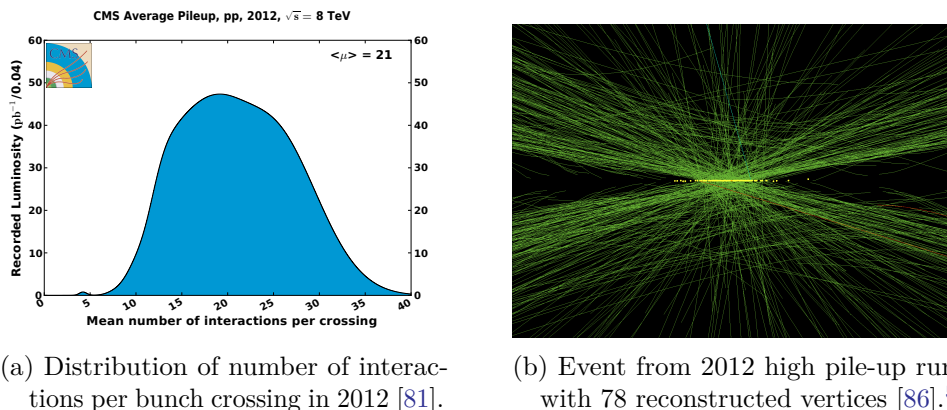 CMS Average Pileup, pp, 2012, √s = 8 TeV
<μ> = 21
CMS
Recorded Luminosity (pb⁻¹/0.04)
60
50
40
30
20
10
0
60
50
40
30
20
10
0
0 5 10 15 20 25 30 35 40
Mean number of interactions per crossing
(a) Distribution of number of interac-
tions per bunch crossing in 2012 [81].
(b) Event from 2012 high pile-up run
with 78 reconstructed vertices [86].